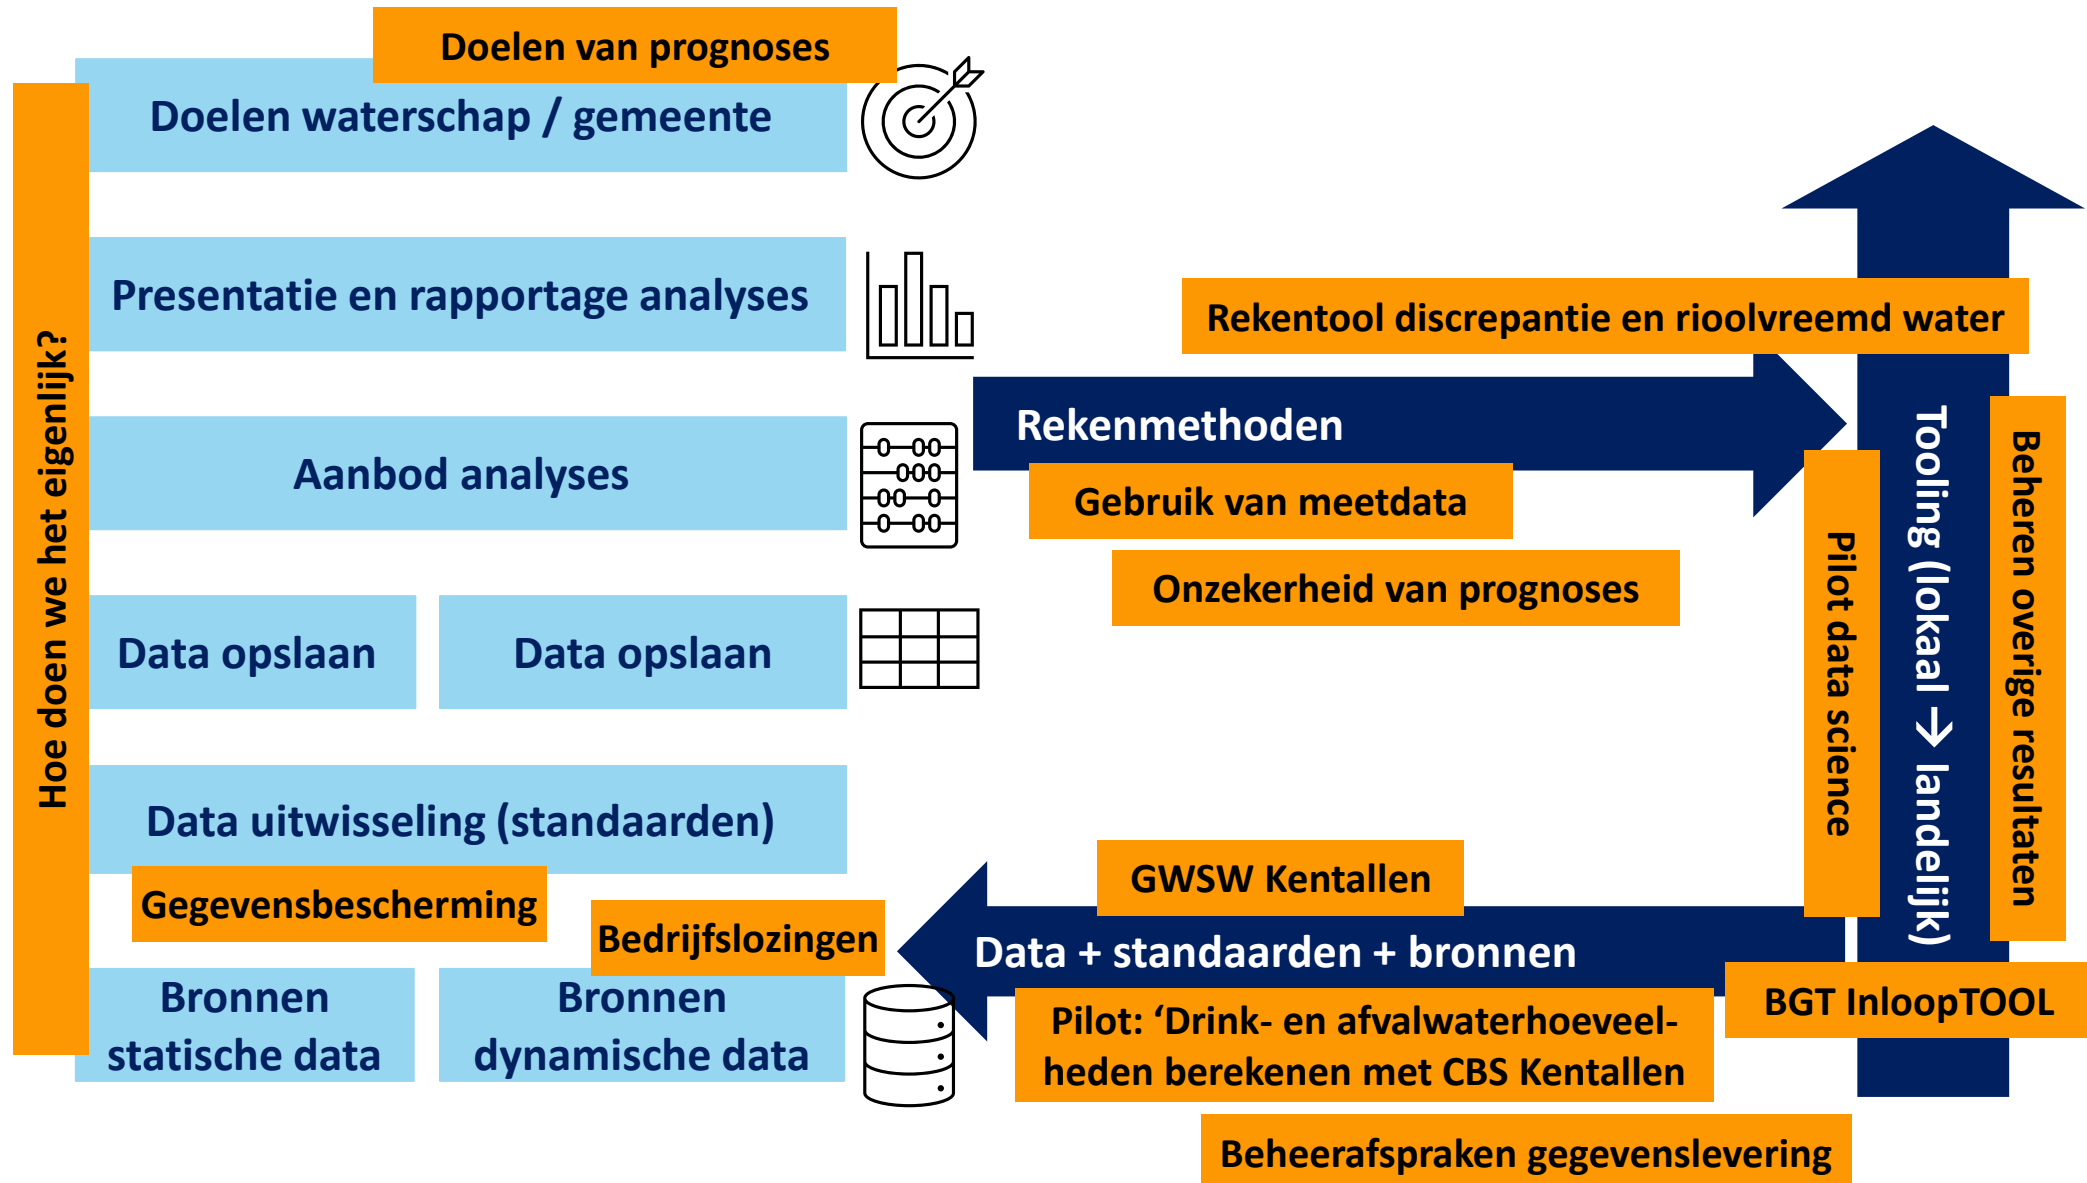 Doelen van prognoses
Doelen waterschap / gemeente
Hoe doen we het eigenlijk?
Presentatie en rapportage analyses
Aanbod analyses
Data opslaan
Data opslaan
Data uitwisseling (standaarden)
Gegevensbescherming
Bedrijfslozingen
Bronnen
statische data
Bronnen
dynamische data
Rekentool discrepantie en rioolvreemd water
Rekenmethoden
Gebruik van meetdata
Onzekerheid van prognoses
Pilot data science
Tooling (lokaal → landelijk)
Beheren overige resultaten
GWSW Kentallen
Data + standaarden + bronnen
BGT InloopTOOL
Pilot: ‘Drink- en afvalwaterhoeveel-
heden berekenen met CBS Kentallen
Beheerafspraken gegevenslevering